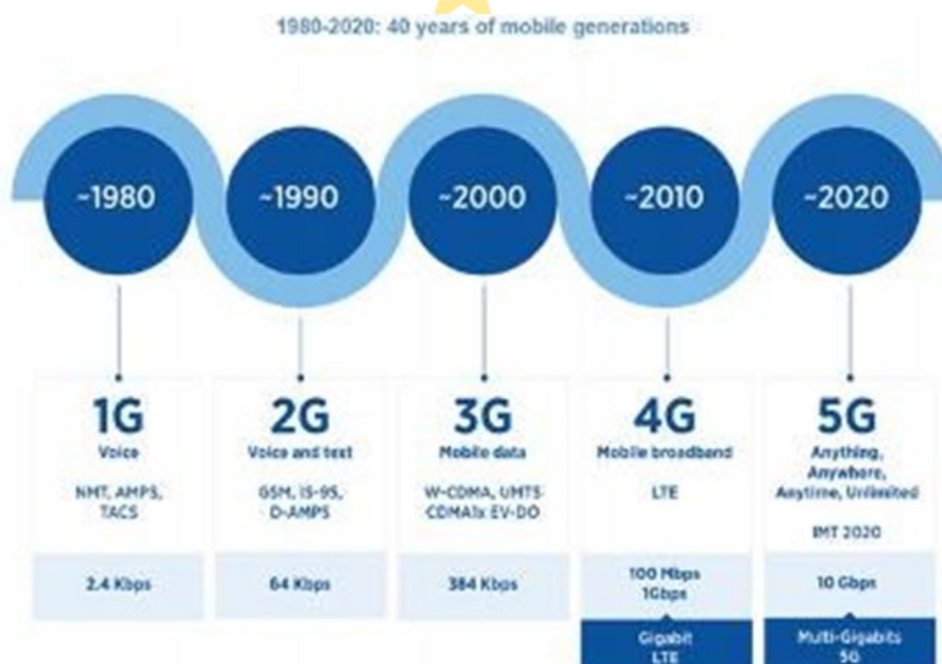 1980-2020: 40 years of mobile generations
~1980
~1990
~2000
~2010
~2020
1G
Voice
NMT, AMPS,
TACS
2.4 Kbps
2G
Voice and text
GSM, IS-95,
D-AMPS
64 Kbps
3G
Mobile data
W-CDMA, UMTS
CDMA1x EV-DO
384 Kbps
4G
Mobile broadband
LTE
100 Mbps
1Gbps
Gigabit
LTE
5G
Anything,
Anywhere,
Anytime, Unlimited
IMT 2020
10 Gbps
Multi-Gigabits
5G